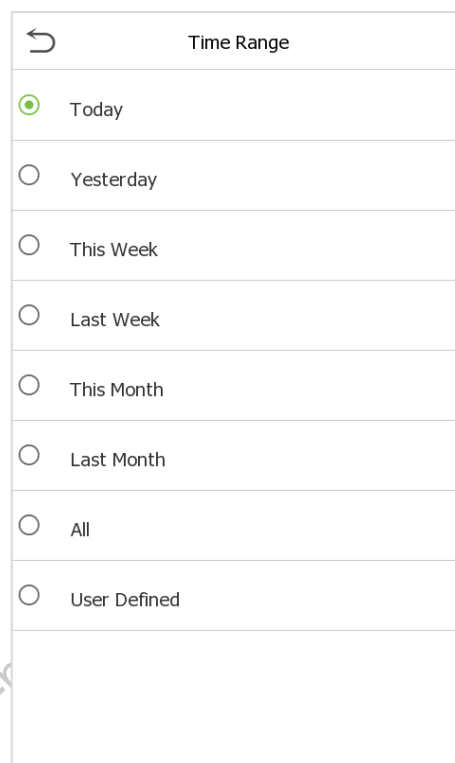 Time Range
Today
Yesterday
This Week
Last Week
This Month
Last Month
All
User Defined